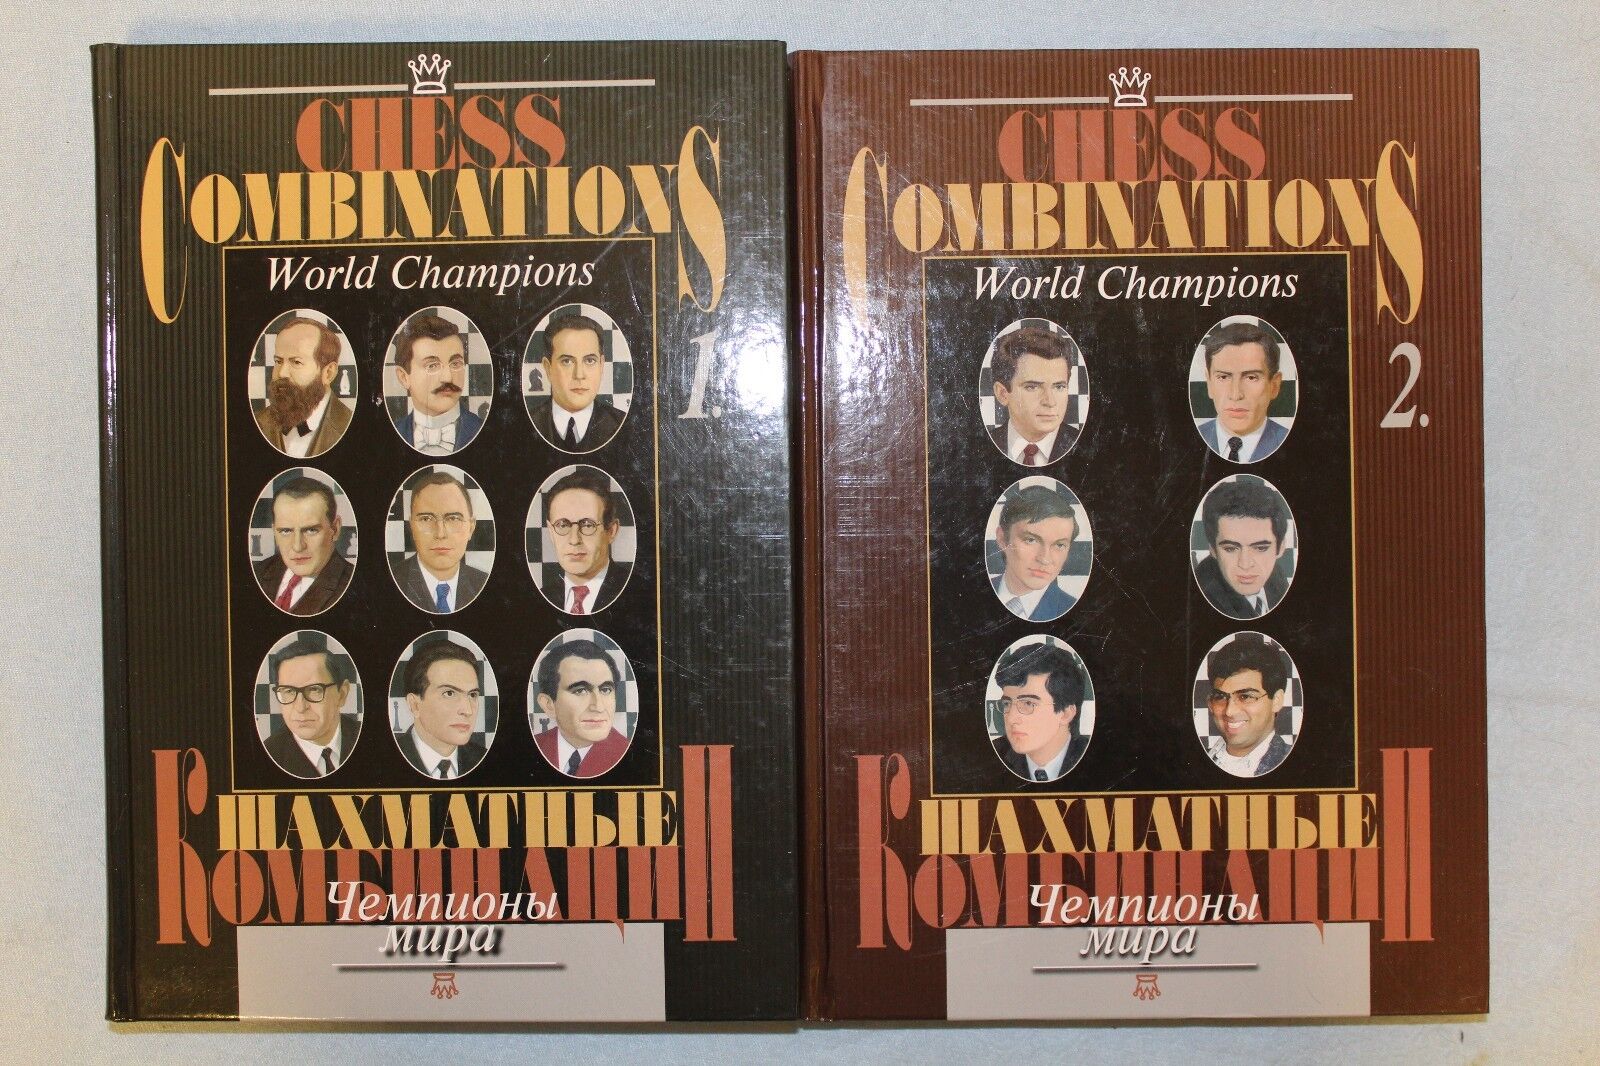 CHESS
COMBINATIONS
World Champions
1.
ШАХМАТНЫЕ
КОМБИНАЦИИ
Чемпионы
мира
CHESS
COMBINATIONS
World Champions
2.
ШАХМАТНЫЕ
КОМБИНАЦИИ
Чемпионы
мира